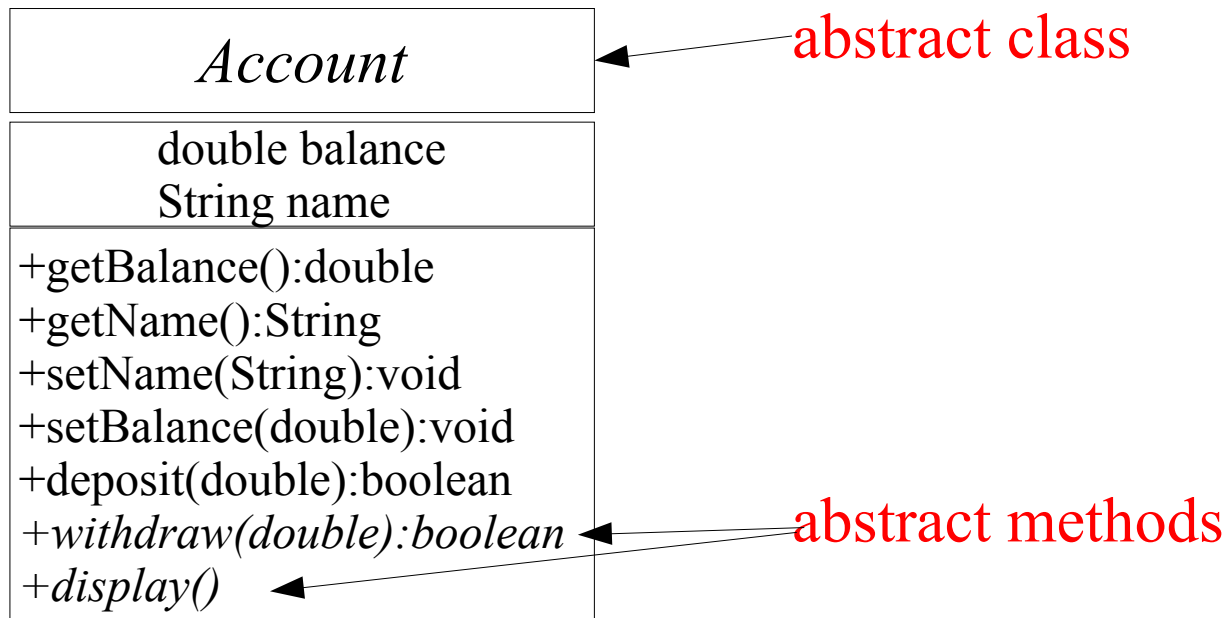 Account
abstract class
double balance
String name
+getBalance():double
+getName():String
+setName(String):void
+setBalance(double):void
+deposit(double):boolean
+withdraw(double):boolean
abstract methods
+display()